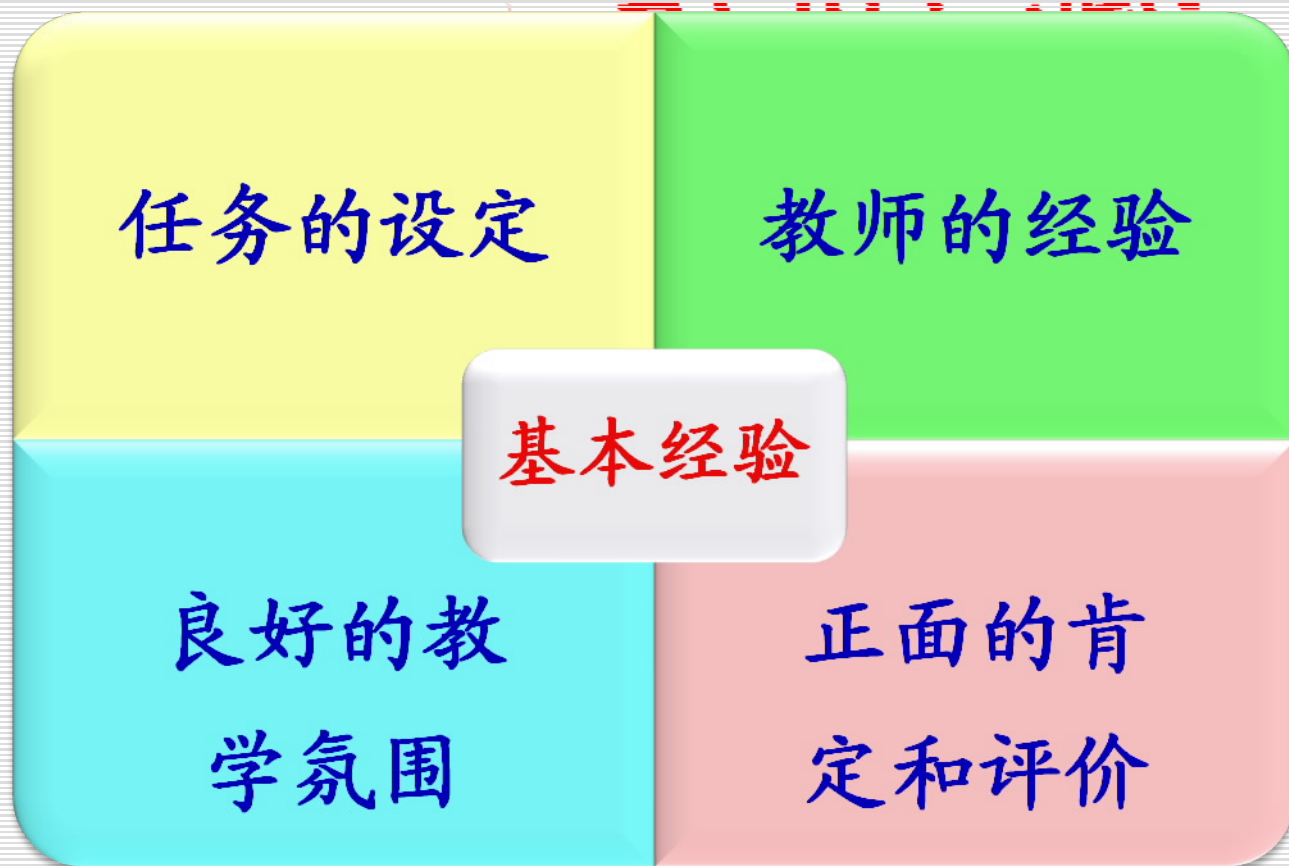 任务的设定
教师的经验
基本经验
良好的教
学氛围
正面的肯
定和评价